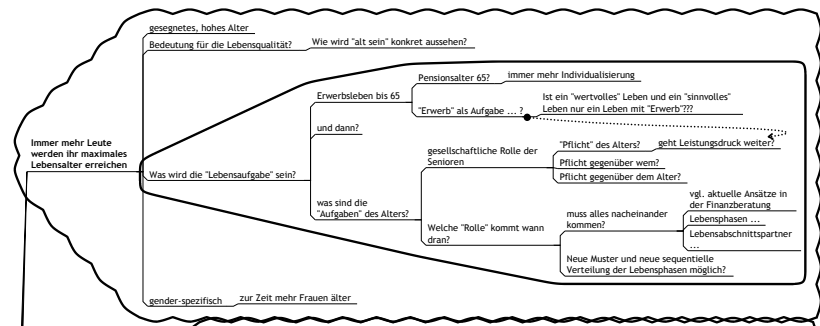 gesegnetes, hohes Alter
Bedeutung für die Lebensqualität?
Wie wird "alt sein" konkret aussehen?
Immer mehr Leute
werden ihr maximales
Lebensalter erreichen
Was wird die "Lebensaufgabe" sein?
Erwerbsleben bis 65
Pensionsalter 65?
immer mehr Individualisierung
"Erwerb" als Aufgabe ... ?
Ist ein "wertvolles" Leben und ein "sinnvolles"
Leben nur ein Leben mit "Erwerb"???
und dann?
was sind die
"Aufgaben" des Alters?
gesellschaftliche Rolle der
Senioren
"Pflicht" des Alters?
geht Leistungsdruck weiter?
Pflicht gegenüber wem?
Pflicht gegenüber dem Alter?
Welche "Rolle" kommt wann
dran?
muss alles nacheinander
kommen?
vgl. aktuelle Ansätze in
der Finanzberatung
Lebensphasen ...
Lebensabschnittspartner
...
Neue Muster und neue sequentielle
Verteilung der Lebensphasen möglich?
gender-spezifisch
zur Zeit mehr Frauen älter